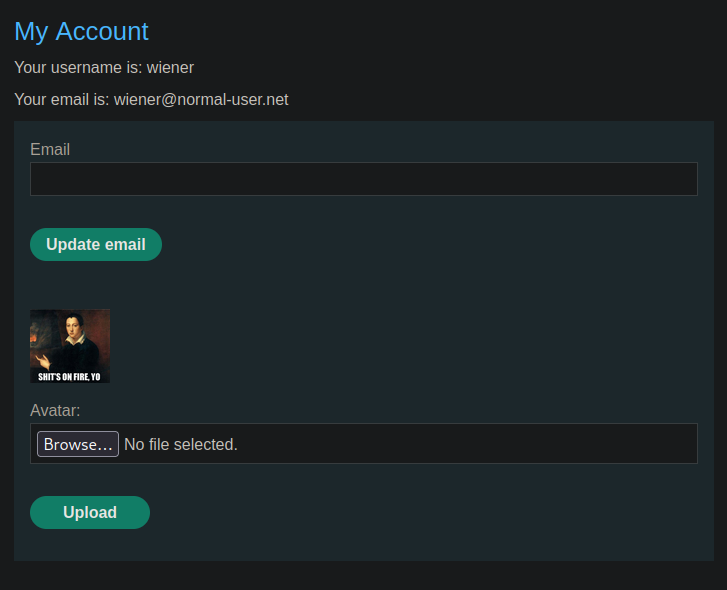 My Account
Your username is: wiener
Your email is: wiener@normal-user.net
Email
Update email
SHIT'S ON FIRE, YO
Avatar:
Browse... No file selected.
Upload